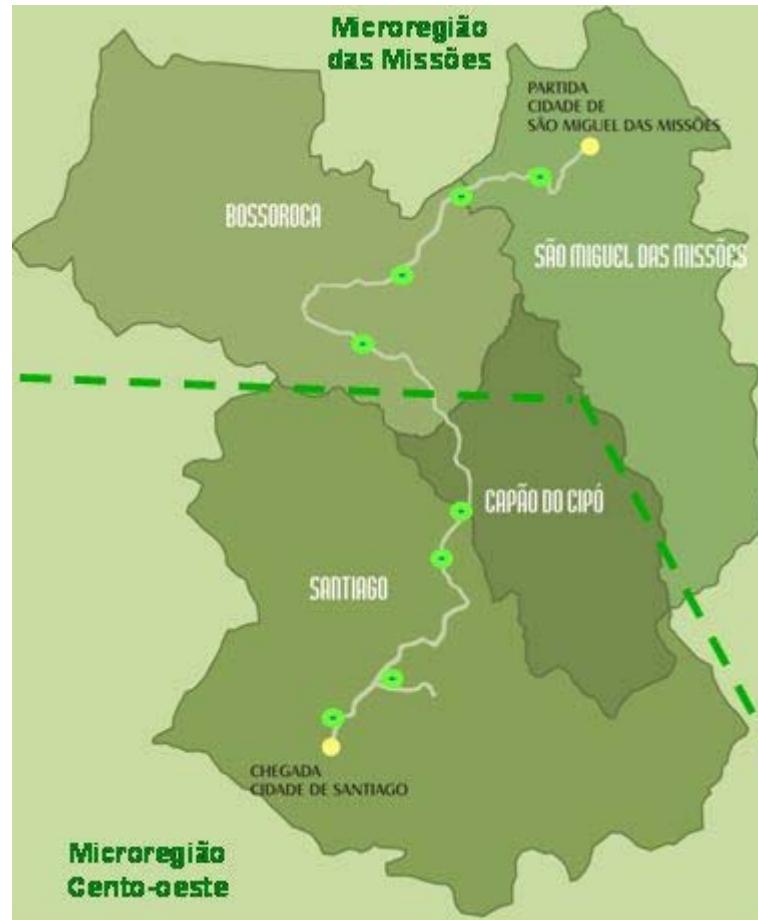 Microregião
das Missões
PARTIDA
CIDADE DE
SÃO MIGUEL DAS MISSÕES
BOSSOROCA
SÃO MIGUEL DAS MISSÕES
CAPÃO DO CIPÓ
SANTIAGO
CHEGADA
CIDADE DE SANTIAGO
Microregião
Cento-oeste